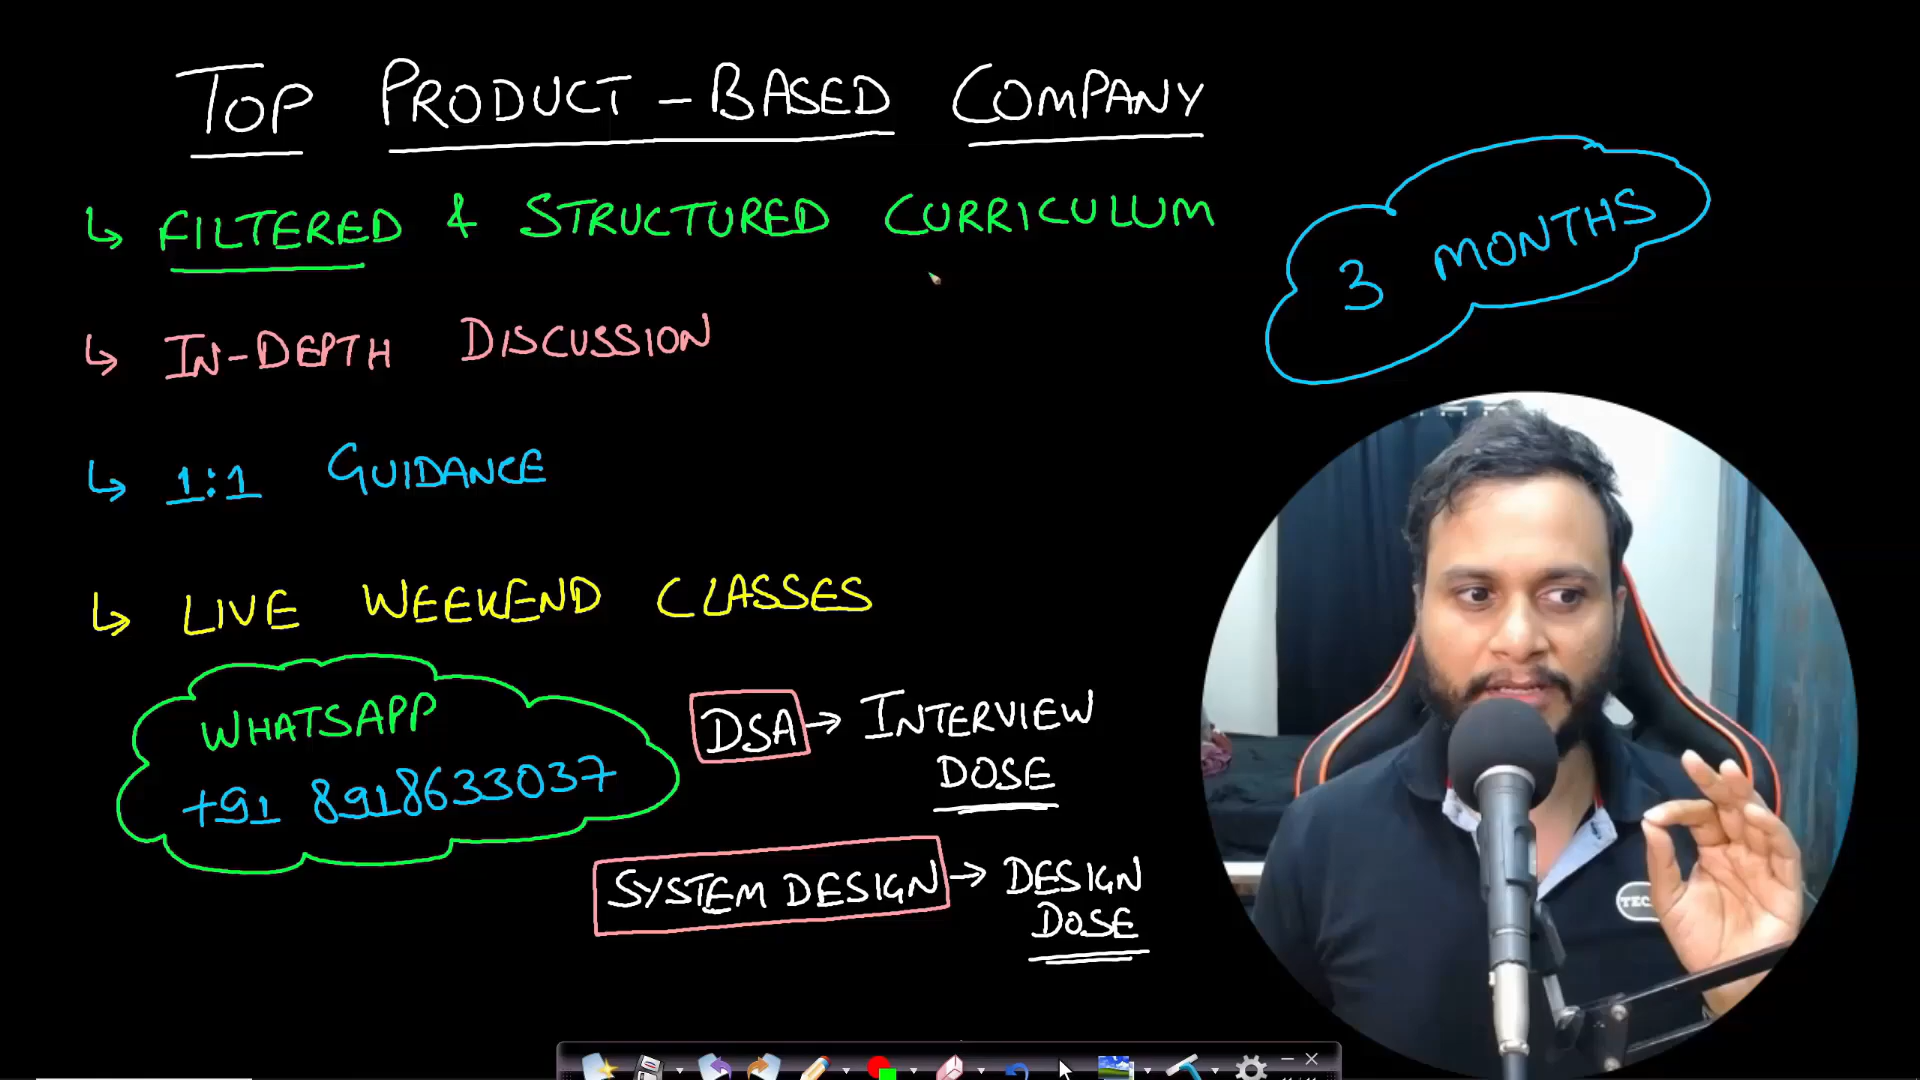 TOP PRODUCT-BASED COMPANY
↳ FILTERED & STRUCTURED CURRICULUM
3 MONTHS
↳ IN-DEPTH DISCUSSION
↳ 1:1 GUIDANCE
↳ LIVE WEEKEND CLASSES
WHATSAPP
+91 8918633037
DSA → INTERVIEW
DOSE
SYSTEM DESIGN → DESIGN
DOSE